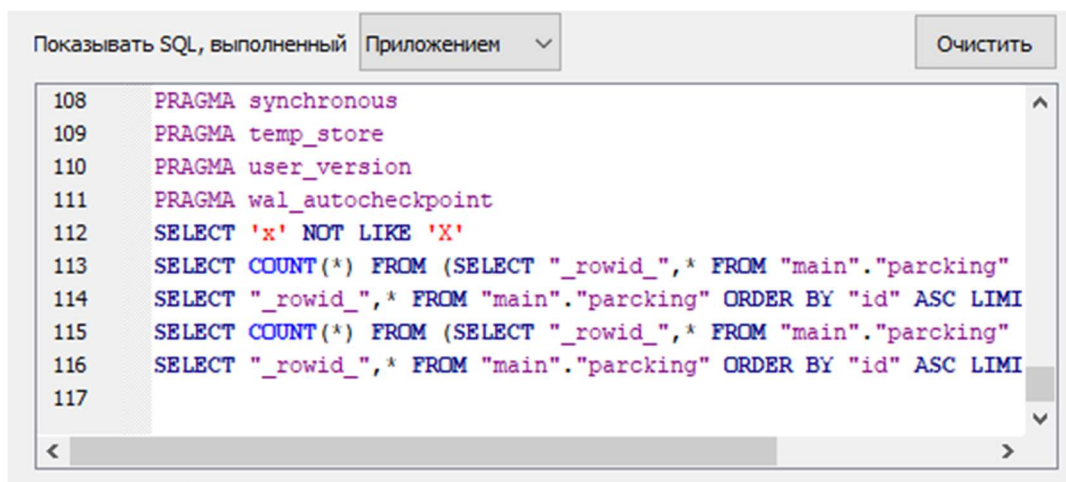 Показывать SQL, выполненный Приложением Очистить
108 PRAGMA synchronous
109 PRAGMA temp_store
110 PRAGMA user_version
111 PRAGMA wal_autocheckpoint
112 SELECT 'x' NOT LIKE 'X'
113 SELECT COUNT(*) FROM (SELECT "_rowid_",* FROM "main"."parcking"
114 SELECT "_rowid_",* FROM "main"."parcking" ORDER BY "id" ASC LIMI
115 SELECT COUNT(*) FROM (SELECT "_rowid_",* FROM "main"."parcking"
116 SELECT "_rowid_",* FROM "main"."parcking" ORDER BY "id" ASC LIMI
117